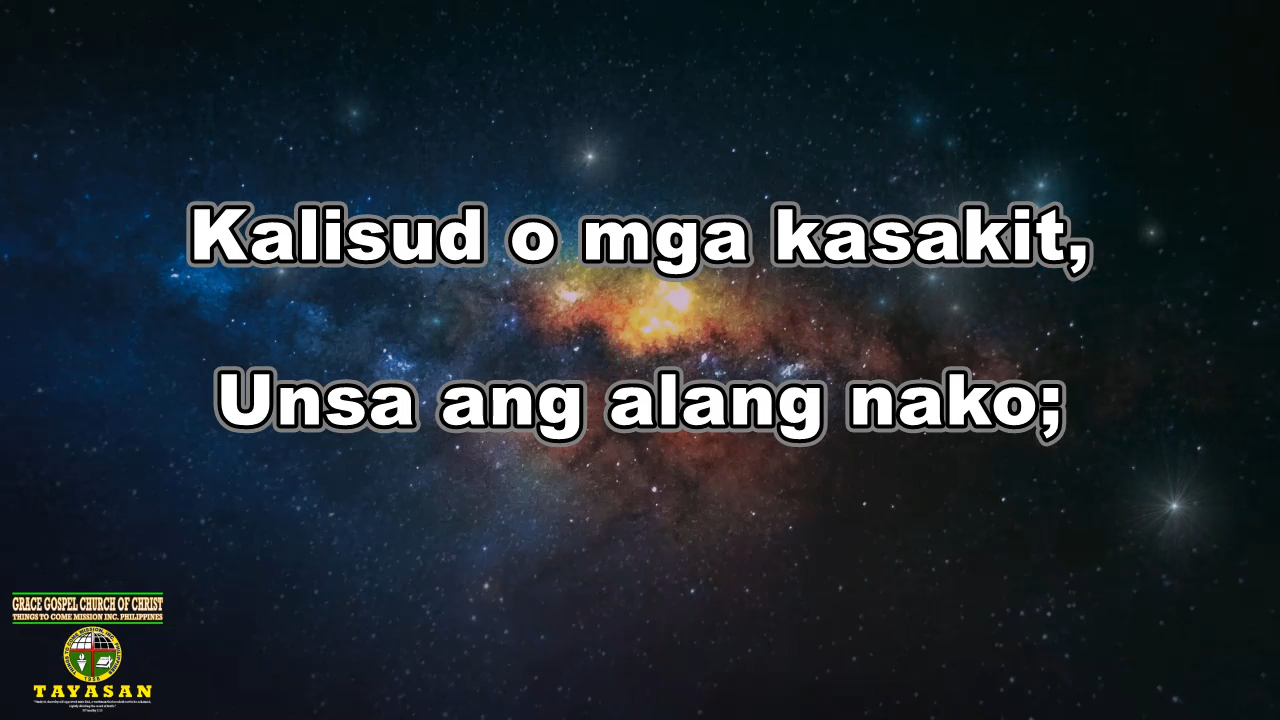 Kalisud o mga kasakit,
Unsa ang alang nako;
GRACE GOSPEL CHURCH OF CHRIST
THINGS TO COME MISSION INC. PHILIPPINES
TAYASAN